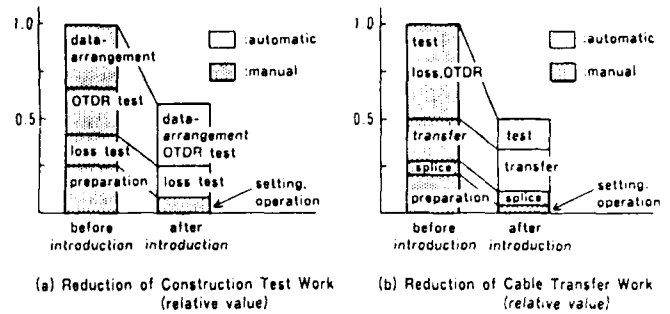 1.0
0.5
0
data-
arrangement
OTDR test
loss test
preparation
before
introduction
data-
arrangement
OTDR test
loss test
after
introduction
:automatic
:manual
setting.
operation
(a) Reduction of Construction Test Work
(relative value)
1.0
0.5
0
test
loss,OTDR
transfer
splice
preparation
before
introduction
test
transfer
splice
after
introduction
:automatic
:manual
setting.
operation
(b) Reduction of Cable Transfer Work
(relative value)